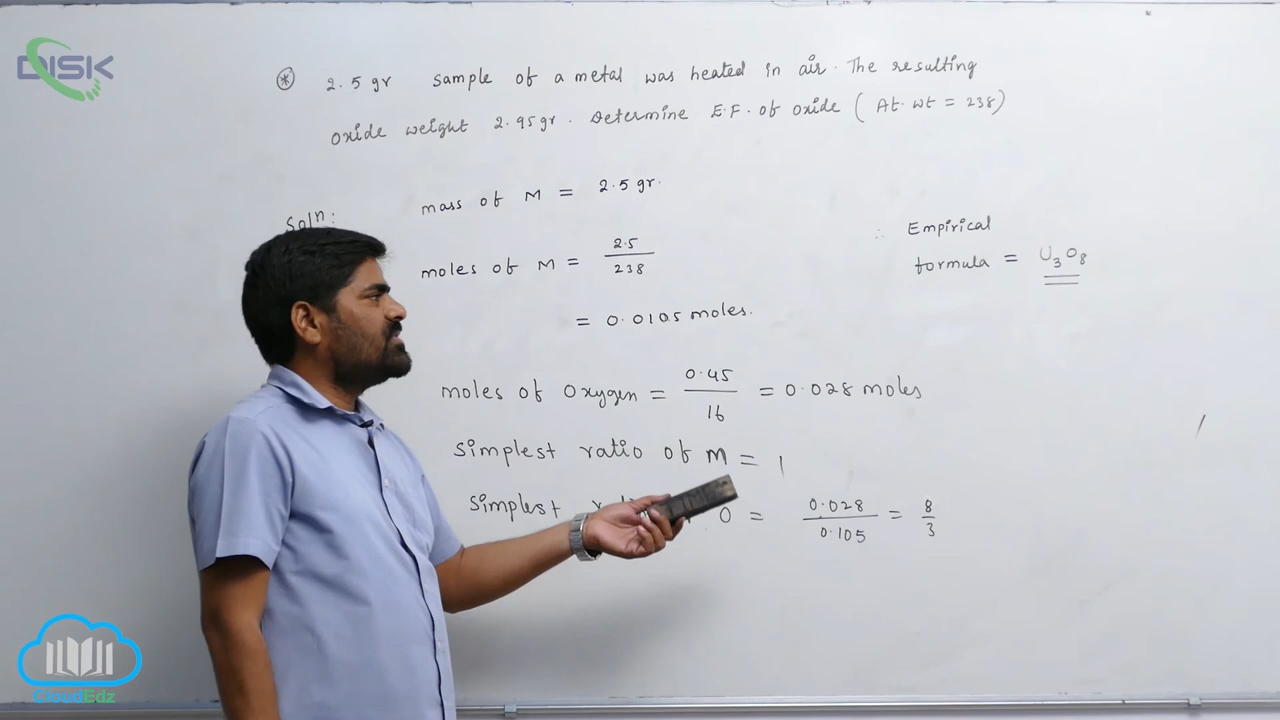 DISK
⊛ 2.5 gr sample of a metal was heated in air. The resulting
oxide weight 2.95 gr. Determine E.F. of oxide (At. wt = 238)
Soln:
mass of M = 2.5 gr.
moles of M = 2.5/238
= 0.0105 moles.
moles of oxygen = 0.45/16 = 0.028 moles
simplest ratio of M = 1
simplest O = 0.028/0.105 = 8/3
∴ Empirical
formula = U3O8
CloudEdz